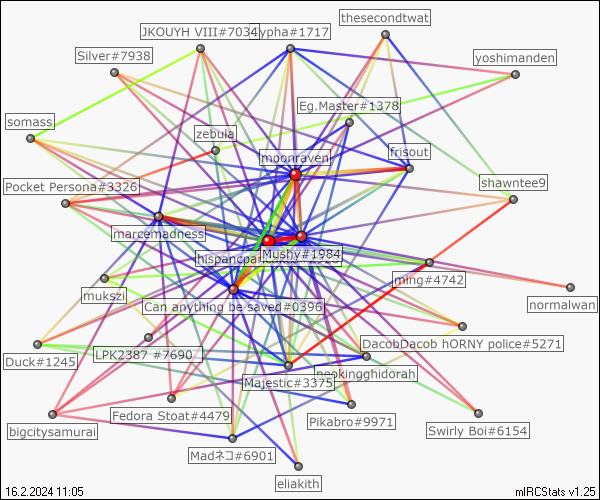 thesecondtwat
JKOUYH VIII#7034
ypha#1717
Silver#7938
yoshimanden
Eg.Master#1378
somass
zebula
moonraven
frisout
Pocket Persona#3326
shawntee9
marcemadness
Mushy#1984
ming#4742
mukszi
normalwan
Can anything be saved#0396
DacobDacob hORNY police#5271
LPK2387 #7690
Duck#1245
neokingghidorah
Majestic#3375
Fedora Stoat#4479
Pikabro#9971
bigcitysamurai
Swirly Boi#6154
Madネコ#6901
eliakith
16.2.2024 11:05
mIRCStats v1.25